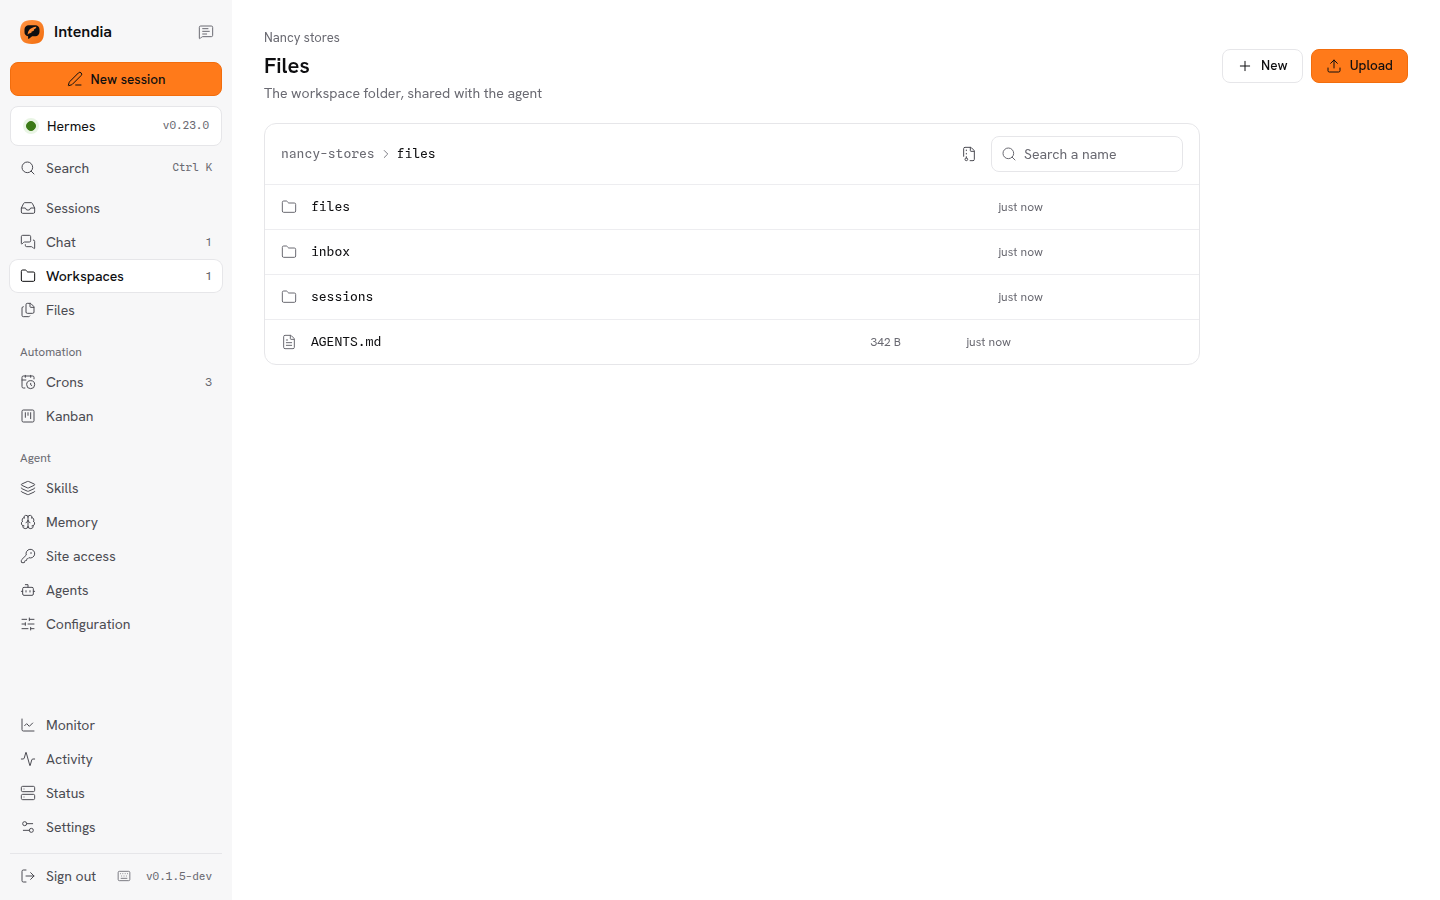 Intendia
New session
Hermes v0.23.0
Search Ctrl K
Sessions
Chat 1
Workspaces 1
Files
Automation
Crons 3
Kanban
Agent
Skills
Memory
Site access
Agents
Configuration
Monitor
Activity
Status
Settings
Sign out v0.1.5-dev
Nancy stores
Files
The workspace folder, shared with the agent
New
Upload
nancy-stores > files
Search a name
files just now
inbox just now
sessions just now
AGENTS.md 342 B just now